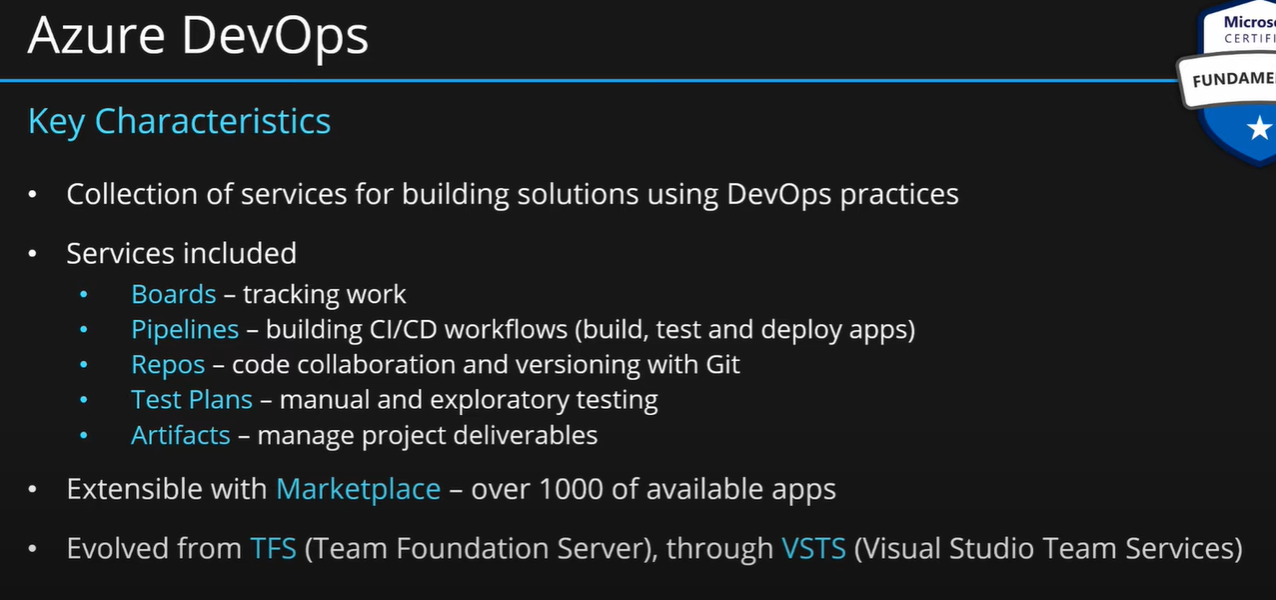 Azure DevOps
Micros
CERTIFI
FUNDAME
Key Characteristics
• Collection of services for building solutions using DevOps practices
• Services included
• Boards – tracking work
• Pipelines – building CI/CD workflows (build, test and deploy apps)
• Repos – code collaboration and versioning with Git
• Test Plans – manual and exploratory testing
• Artifacts – manage project deliverables
• Extensible with Marketplace – over 1000 of available apps
• Evolved from TFS (Team Foundation Server), through VSTS (Visual Studio Team Services)